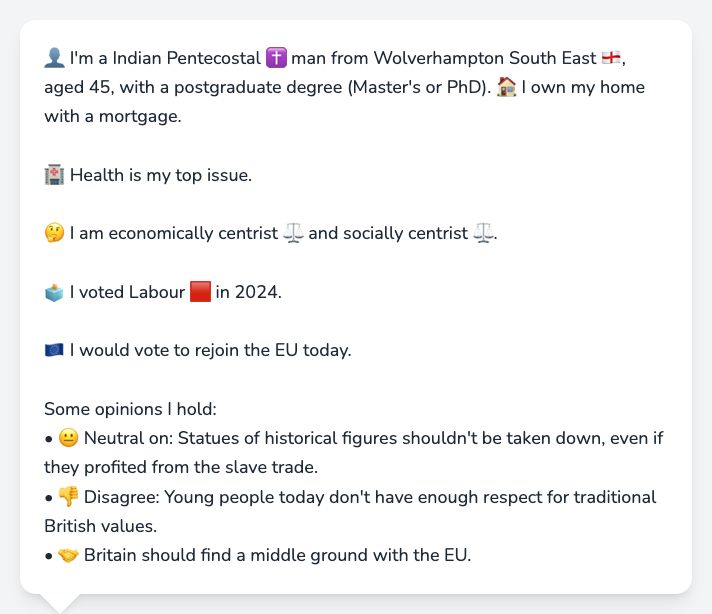 👤 I'm a Indian Pentecostal ✝️ man from Wolverhampton South East 🏴󠁧󠁢󠁥󠁮󠁧󠁿,
aged 45, with a postgraduate degree (Master's or PhD). 🏠 I own my home
with a mortgage.
🏥 Health is my top issue.
🤔 I am economically centrist ⚖️ and socially centrist ⚖️.
🗳️ I voted Labour 🟥 in 2024.
🇪🇺 I would vote to rejoin the EU today.
Some opinions I hold:
• 😐 Neutral on: Statues of historical figures shouldn't be taken down, even if
they profited from the slave trade.
• 👎 Disagree: Young people today don't have enough respect for traditional
British values.
• 🤝 Britain should find a middle ground with the EU.